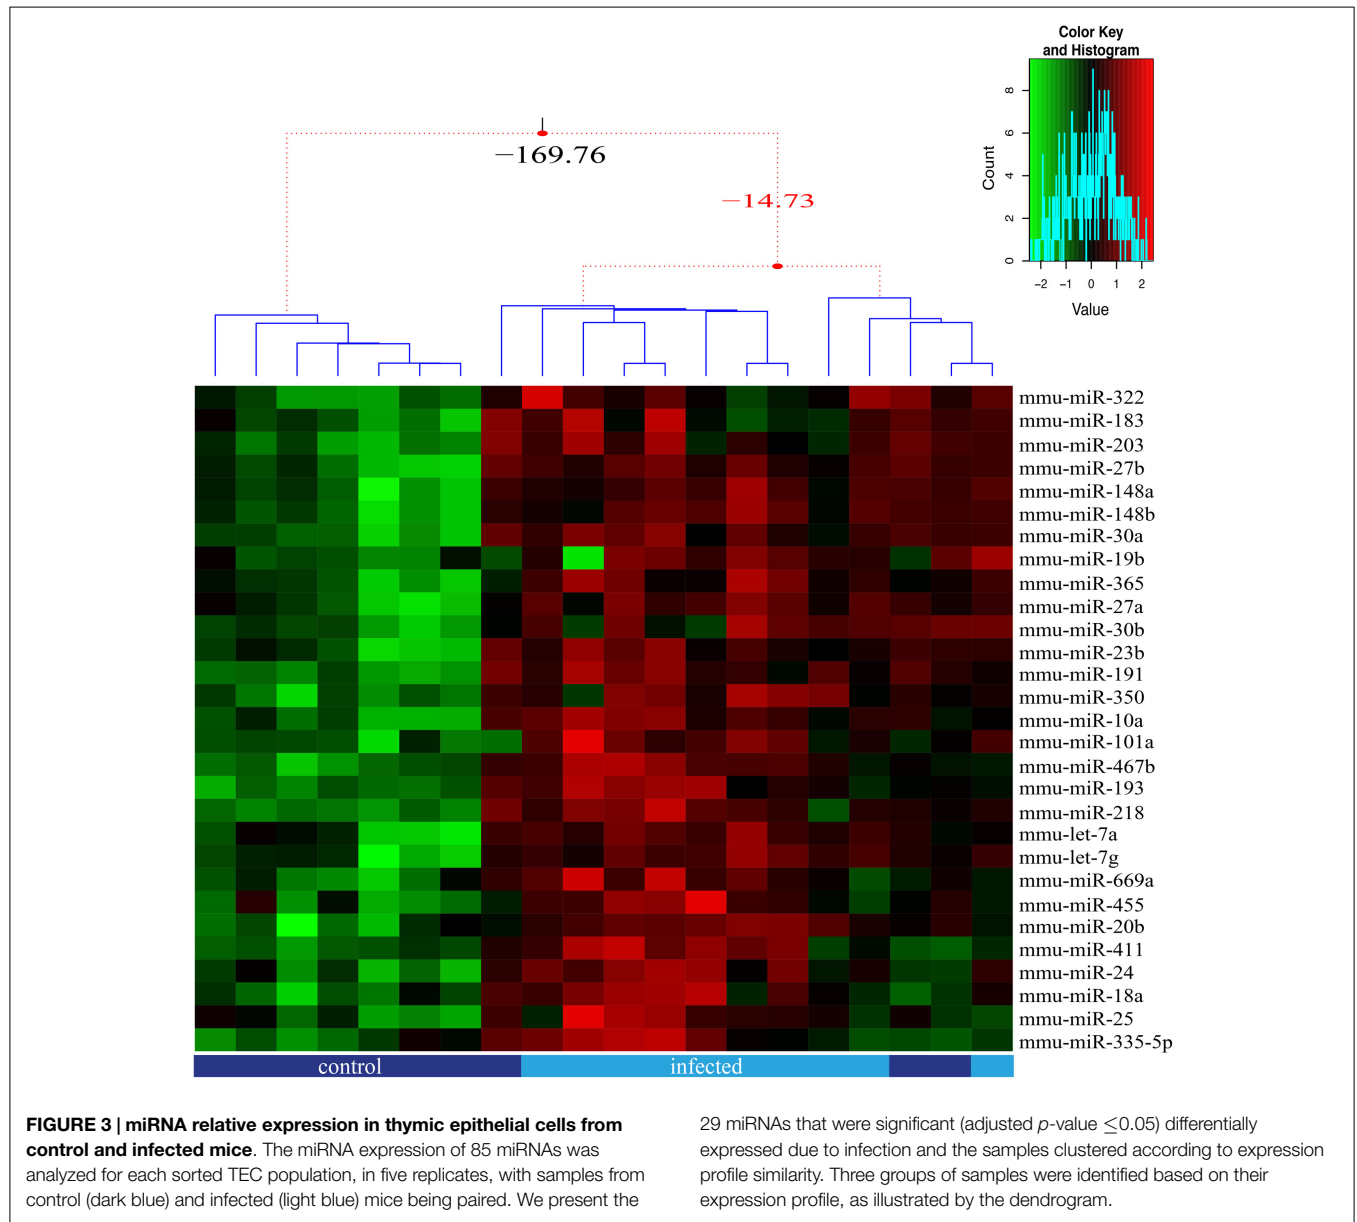 Color Key
and Histogram
Count
0
2
4
6
8
−2
−1
0
1
2
Value
−169.76
−14.73
mmu-miR-322
mmu-miR-183
mmu-miR-203
mmu-miR-27b
mmu-miR-148a
mmu-miR-148b
mmu-miR-30a
mmu-miR-19b
mmu-miR-365
mmu-miR-27a
mmu-miR-30b
mmu-miR-23b
mmu-miR-191
mmu-miR-350
mmu-miR-10a
mmu-miR-101a
mmu-miR-467b
mmu-miR-193
mmu-miR-218
mmu-let-7a
mmu-let-7g
mmu-miR-669a
mmu-miR-455
mmu-miR-20b
mmu-miR-411
mmu-miR-24
mmu-miR-18a
mmu-miR-25
mmu-miR-335-5p
control
infected
FIGURE 3 | miRNA relative expression in thymic epithelial cells from
control and infected mice. The miRNA expression of 85 miRNAs was
analyzed for each sorted TEC population, in five replicates, with samples from
control (dark blue) and infected (light blue) mice being paired. We present the
29 miRNAs that were significant (adjusted p-value ≤0.05) differentially
expressed due to infection and the samples clustered according to expression
profile similarity. Three groups of samples were identified based on their
expression profile, as illustrated by the dendrogram.